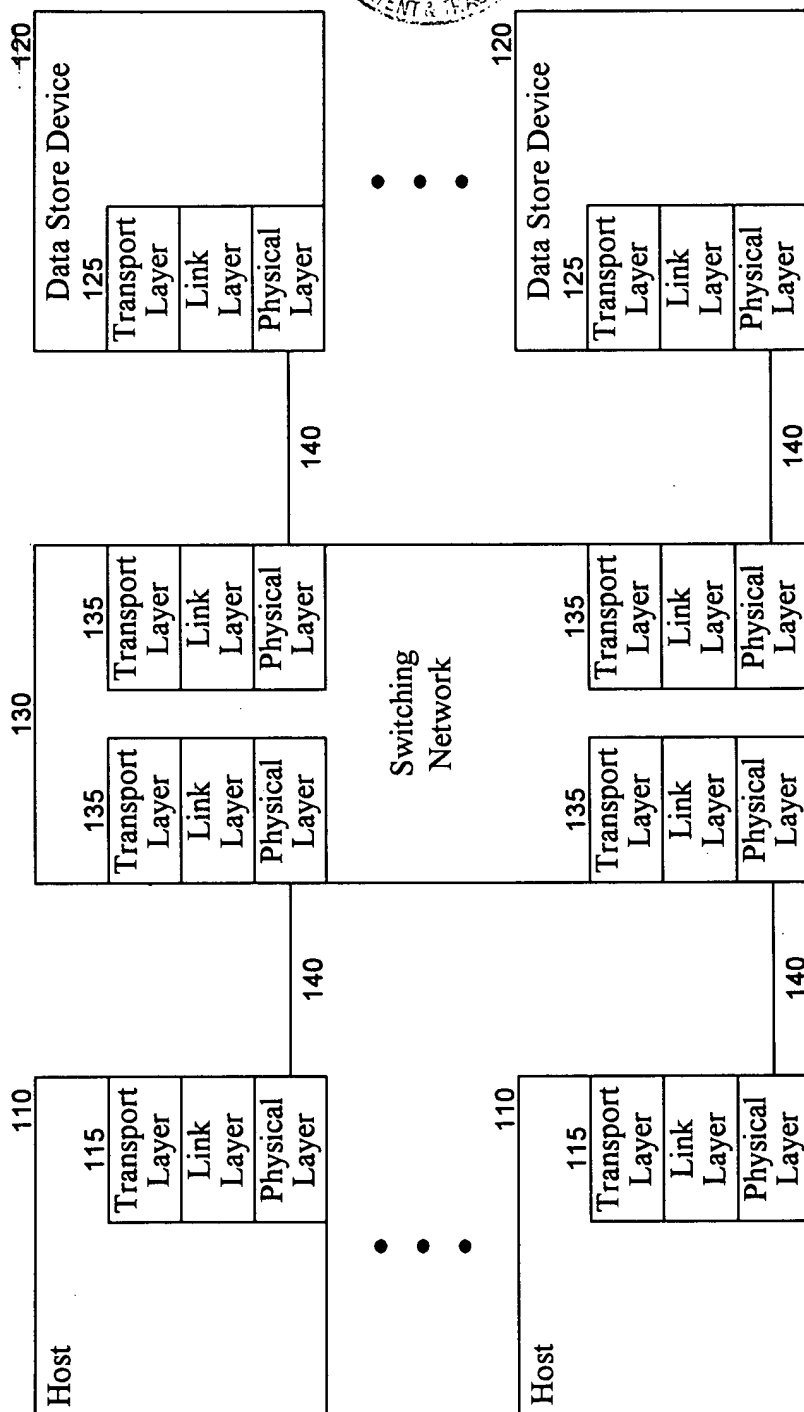 110
Host
115
Transport
Layer
Link
Layer
Physical
Layer
140
130
135
Transport
Layer
Link
Layer
Physical
Layer
135
Transport
Layer
Link
Layer
Physical
Layer
140
120
Data Store Device
125
Transport
Layer
Link
Layer
Physical
Layer
Switching
Network
110
Host
115
Transport
Layer
Link
Layer
Physical
Layer
140
135
Transport
Layer
Link
Layer
Physical
Layer
135
Transport
Layer
Link
Layer
Physical
Layer
140
120
Data Store Device
125
Transport
Layer
Link
Layer
Physical
Layer